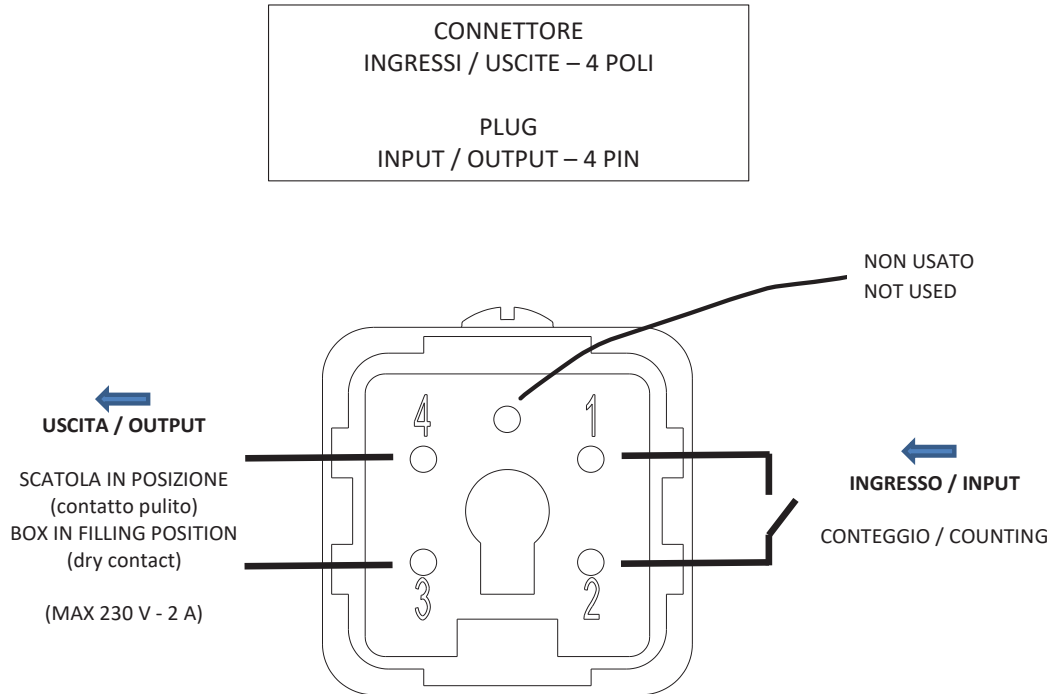 CONNETTORE
INGRESSI / USCITE – 4 POLI
PLUG
INPUT / OUTPUT – 4 PIN
NON USATO
NOT USED
USCITA / OUTPUT
SCATOLA IN POSIZIONE
(contatto pulito)
BOX IN FILLING POSITION
(dry contact)
(MAX 230 V - 2 A)
4
1
3
2
INGRESSO / INPUT
CONTEGGIO / COUNTING